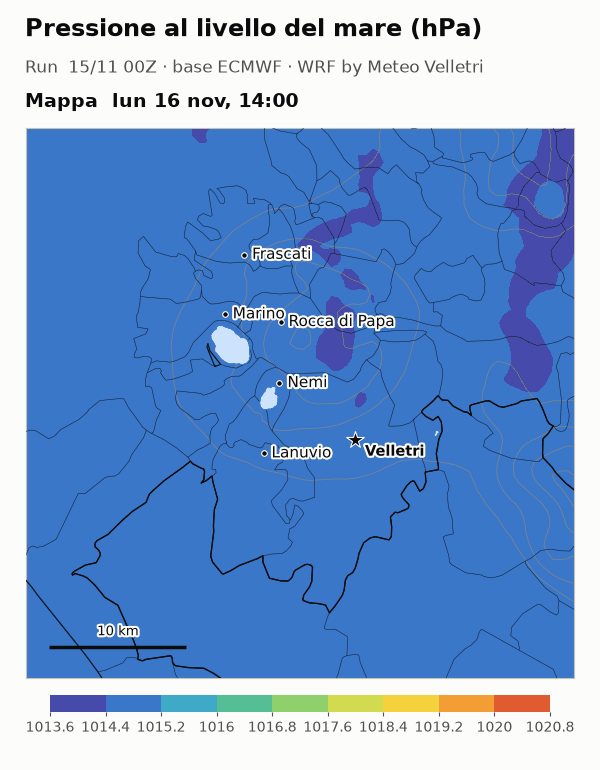 Pressione al livello del mare (hPa)
Run  15/11 00Z · base ECMWF · WRF by Meteo Velletri
Mappa  lun 16 nov, 14:00
Frascati
Marino
Rocca di Papa
Nemi
Velletri
Lanuvio
10 km
1013.6 1014.4 1015.2 1016 1016.8 1017.6 1018.4 1019.2 1020 1020.8